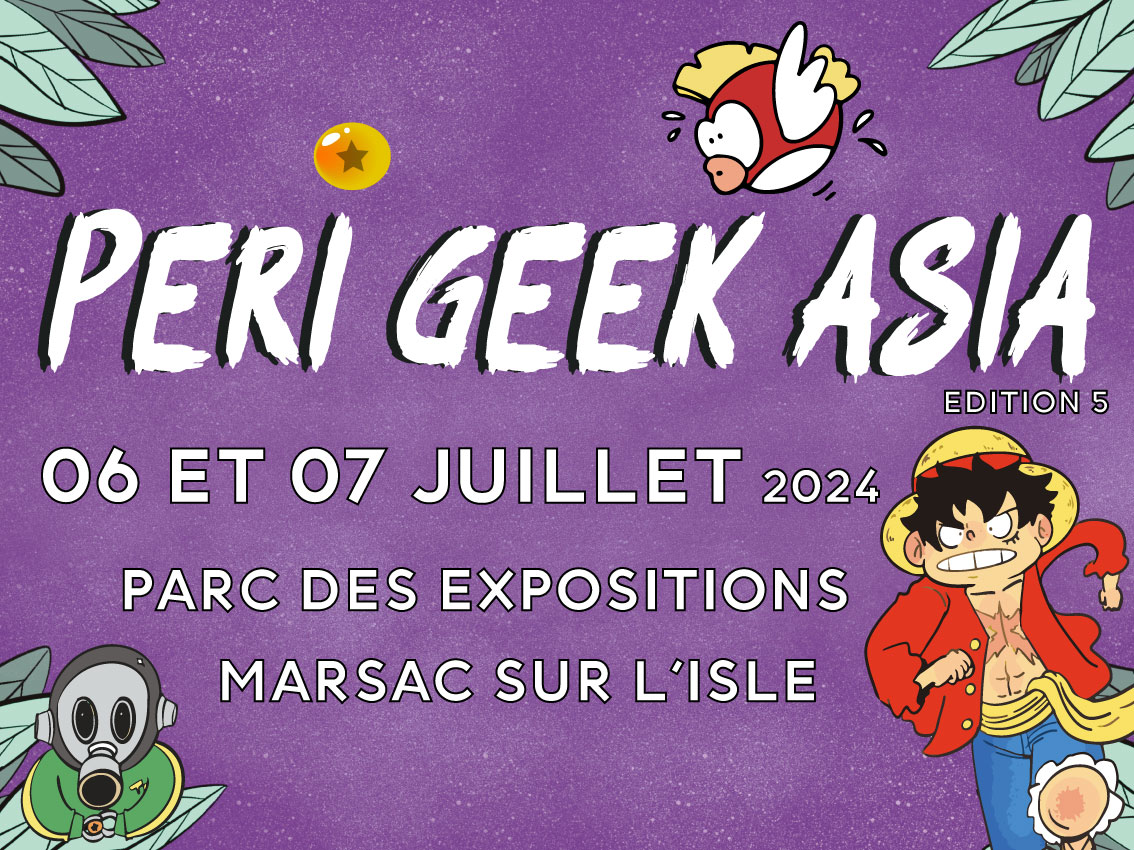 PERI GEEK ASIA
EDITION 5
06 ET 07 JUILLET 2024
PARC DES EXPOSITIONS
MARSAC SUR L'ISLE